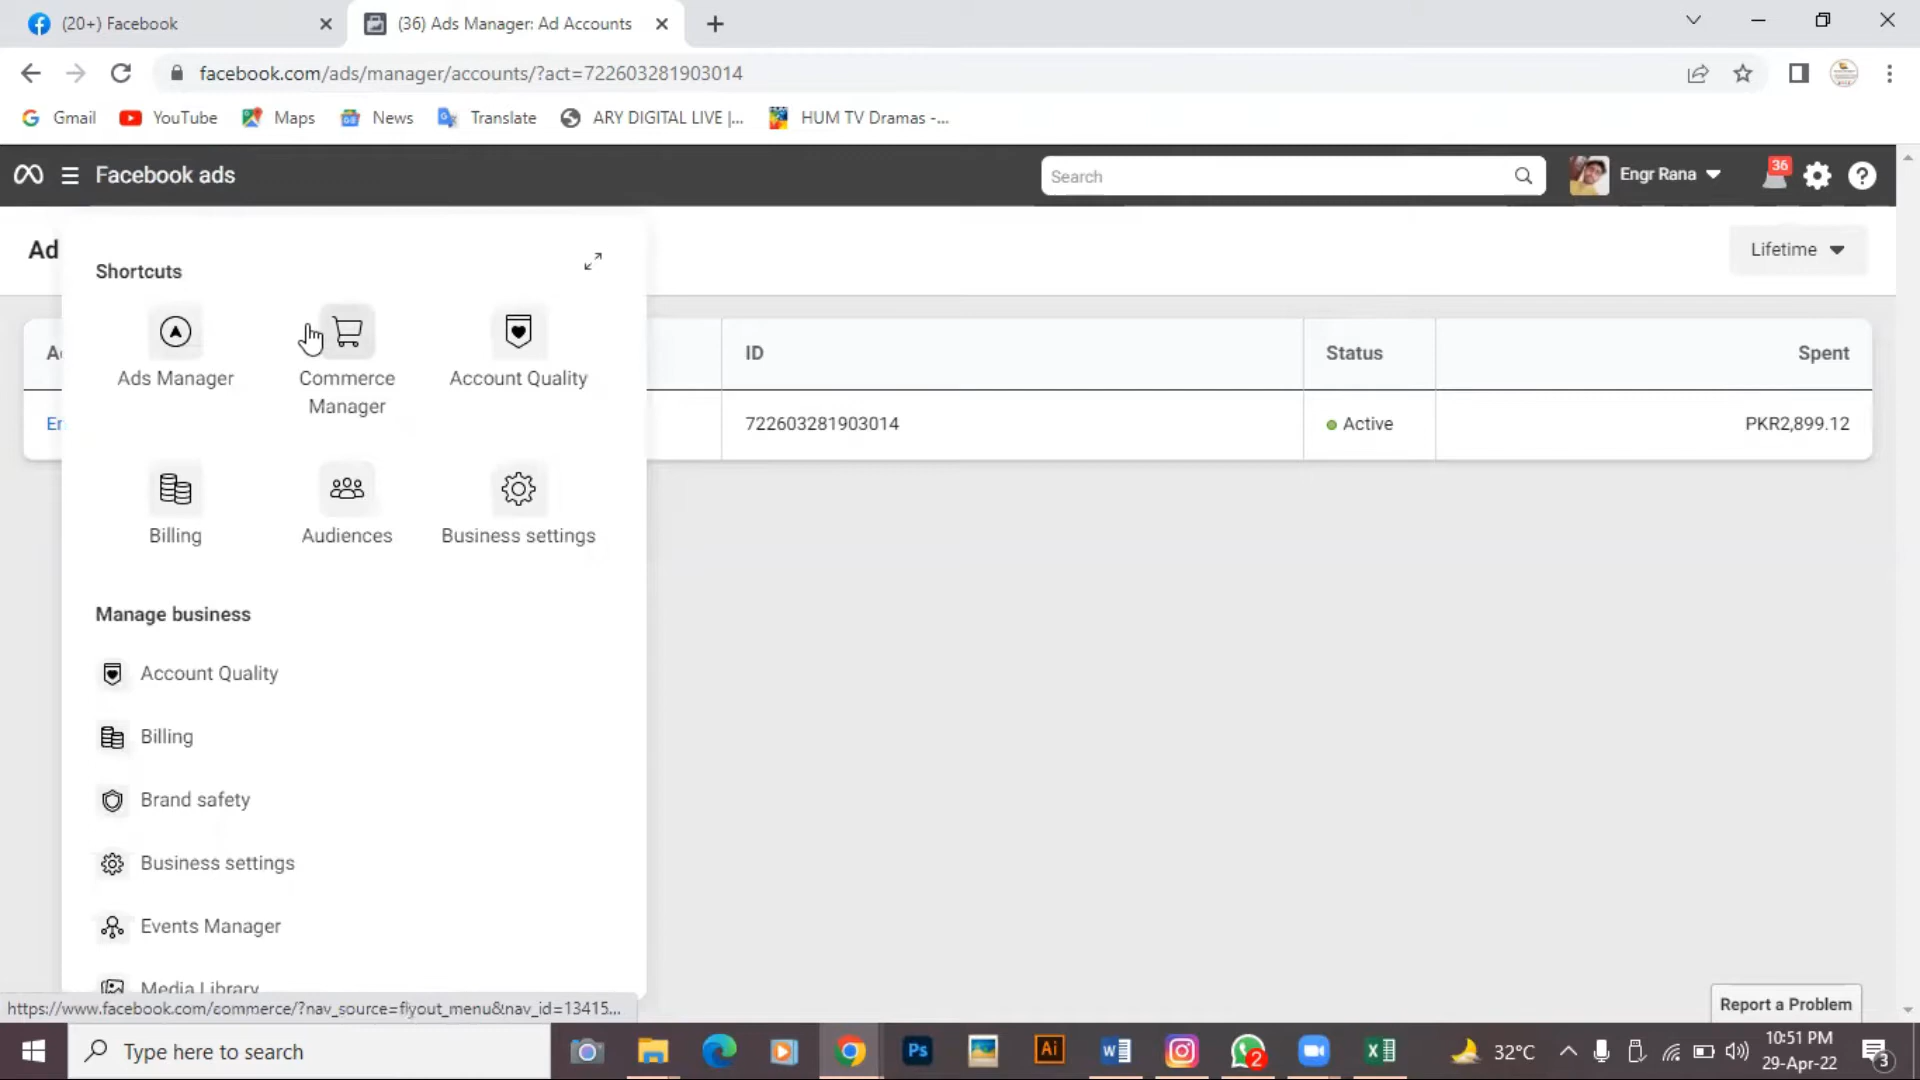 (20+) Facebook
(36) Ads Manager: Ad Accounts
facebook.com/ads/manager/accounts/?act=722603281903014
Gmail
YouTube
Maps
News
Translate
ARY DIGITAL LIVE |...
HUM TV Dramas -...
Facebook ads
Search
Engr Rana
36
Ad
Lifetime
Shortcuts
Ads Manager
Commerce
Manager
Account Quality
ID
Status
Spent
722603281903014
Active
PKR2,899.12
Billing
Audiences
Business settings
Manage business
Account Quality
Billing
Brand safety
Business settings
Events Manager
Media Library
https://www.facebook.com/commerce/?nav_source=flyout_menu&nav_id=13415...
Report a Problem
Type here to search
Ps
Ai
2
32°C
10:51 PM
29-Apr-22
3